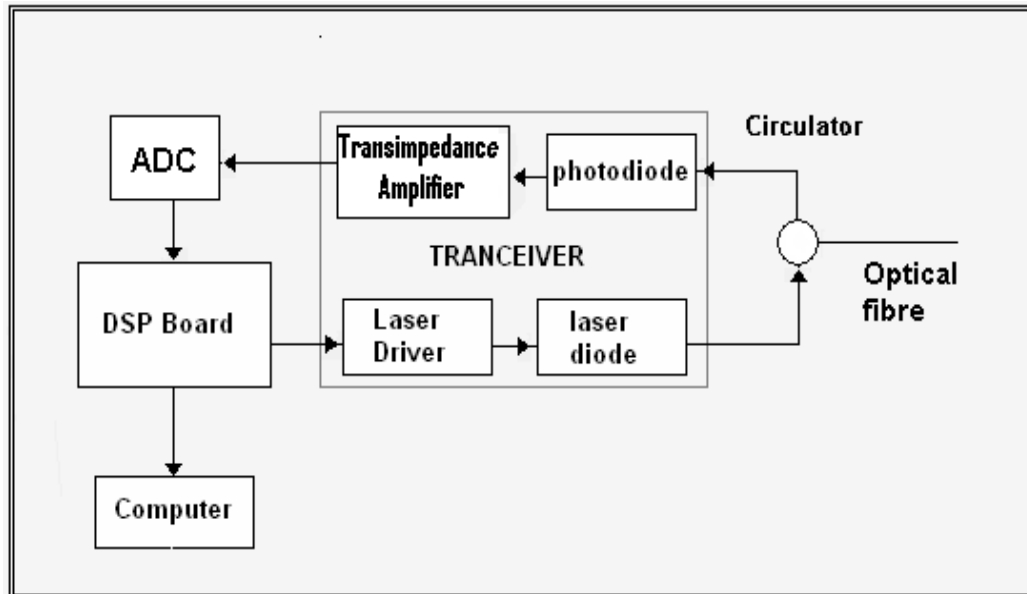 Circulator
ADC
Transimpedance
Amplifier
photodiode
TRANCEIVER
Optical
fibre
DSP Board
Laser
Driver
laser
diode
Computer